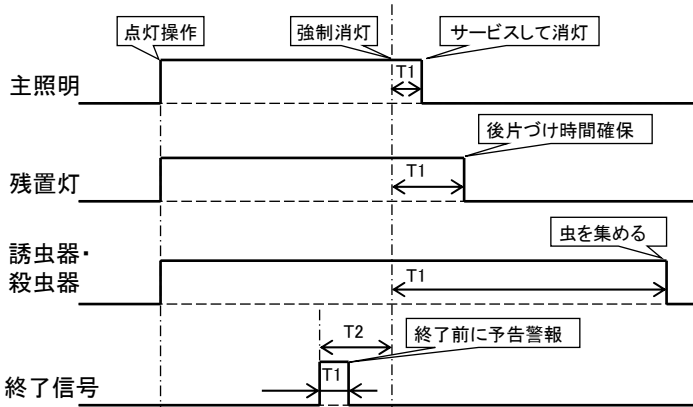 点灯操作
強制消灯
サービスして消灯
主照明
T1
後片づけ時間確保
残置灯
T1
虫を集める
誘虫器・
殺虫器
T1
T2
終了前に予告警報
終了信号
T1